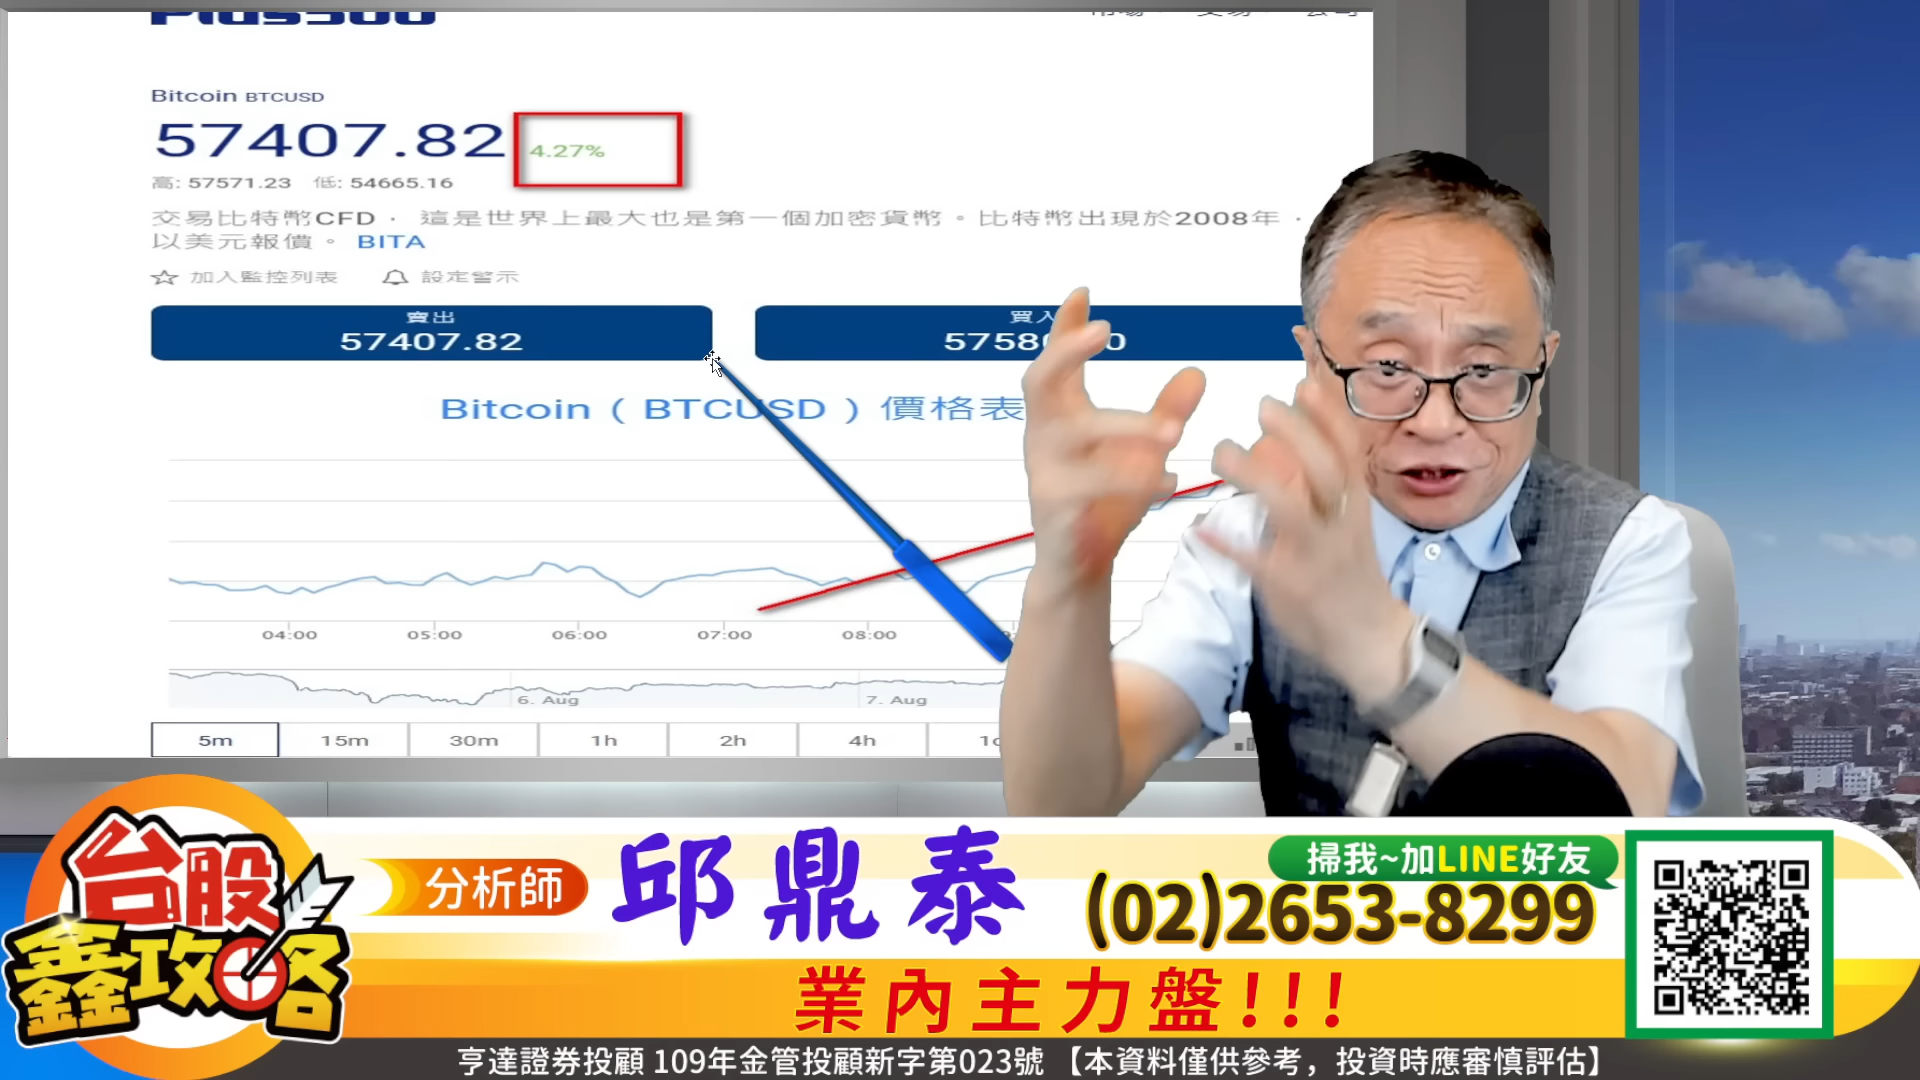 Plus500
市場 交易 公司
Bitcoin BTCUSD
57407.82 4.27%
高: 57571.23 低: 54665.16
交易比特幣CFD · 這是世界上最大也是第一個加密貨幣。比特幣出現於2008年 ·
以美元報價。 BITA
加入監控列表 設定警示
賣出
57407.82
買入
Bitcoin ( BTCUSD ) 價格表
04:00 05:00 06:00 07:00 08:00
6. Aug 7. Aug
5m 15m 30m 1h 2h 4h
台股
鑫攻略
分析師
邱鼎泰
掃我~加LINE好友
(02)2653-8299
業內主力盤!!!
亨達證券投顧 109年金管投顧新字第023號 【本資料僅供參考，投資時應審慎評估】